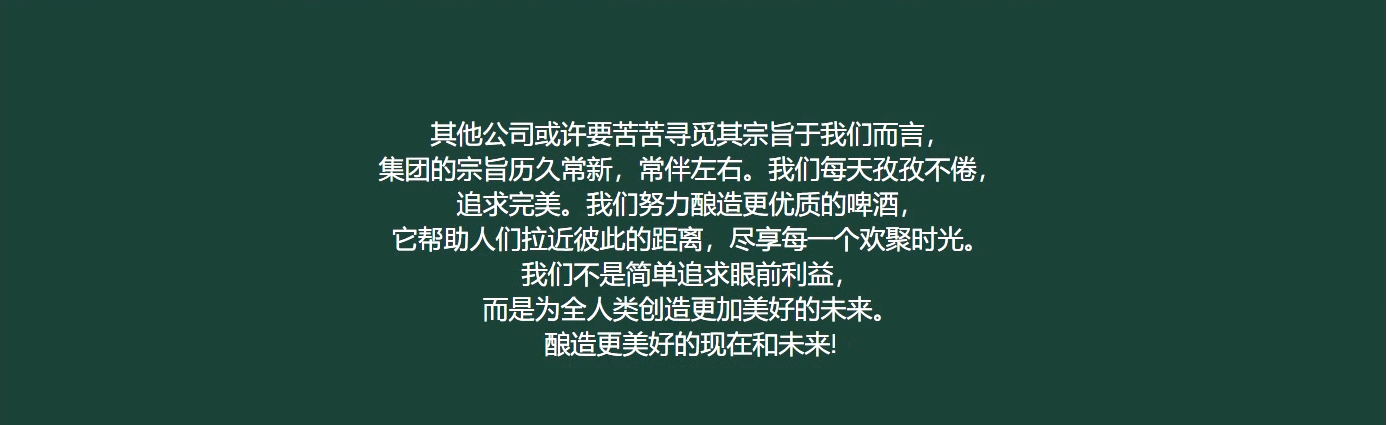 其他公司或许要苦苦寻觅其宗旨于我们而言，
集团的宗旨历久常新，常伴左右。我们每天孜孜不倦，
追求完美。我们努力酿造更优质的啤酒，
它帮助人们拉近彼此的距离，尽享每一个欢聚时光。
我们不是简单追求眼前利益，
而是为全人类创造更加美好的未来。
酿造更美好的现在和未来!